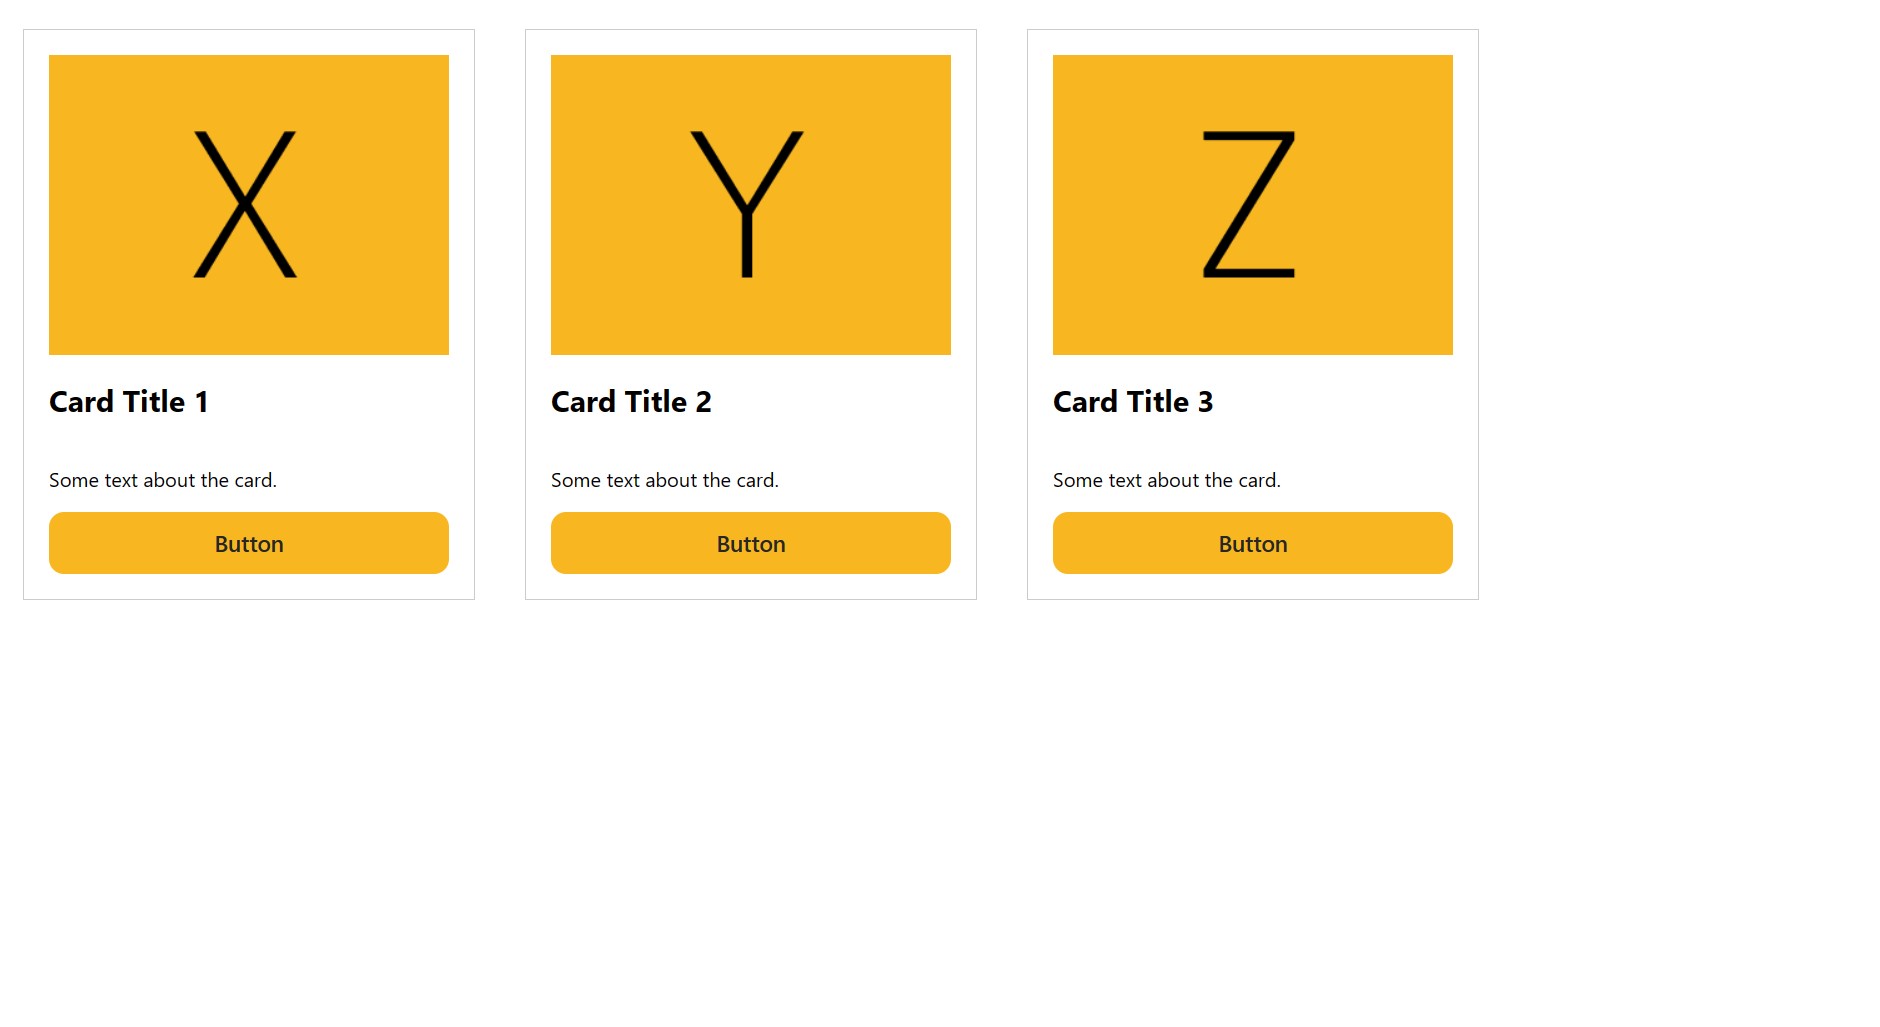 X
Card Title 1
Some text about the card.
Button
Y
Card Title 2
Some text about the card.
Button
Z
Card Title 3
Some text about the card.
Button